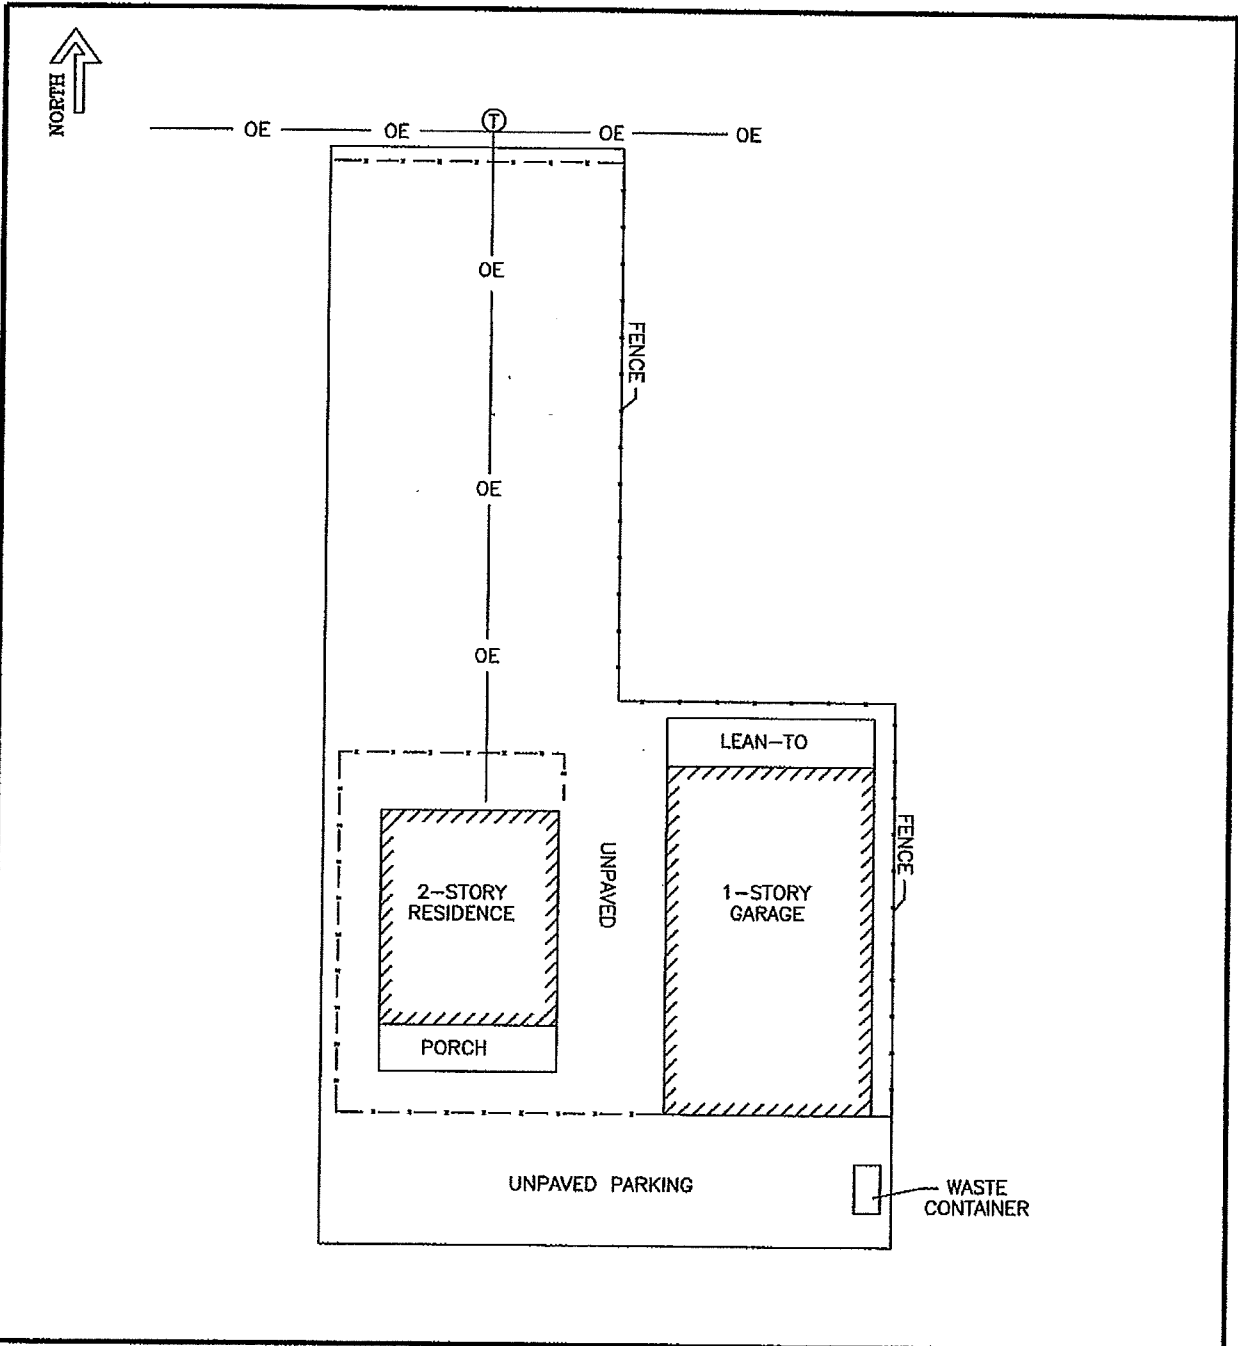 NORTH
OE OE T OE OE
OE
FENCE
OE
OE
LEAN-TO
FENCE
UNPAVED
2-STORY
RESIDENCE
1-STORY
GARAGE
PORCH
UNPAVED PARKING
WASTE
CONTAINER